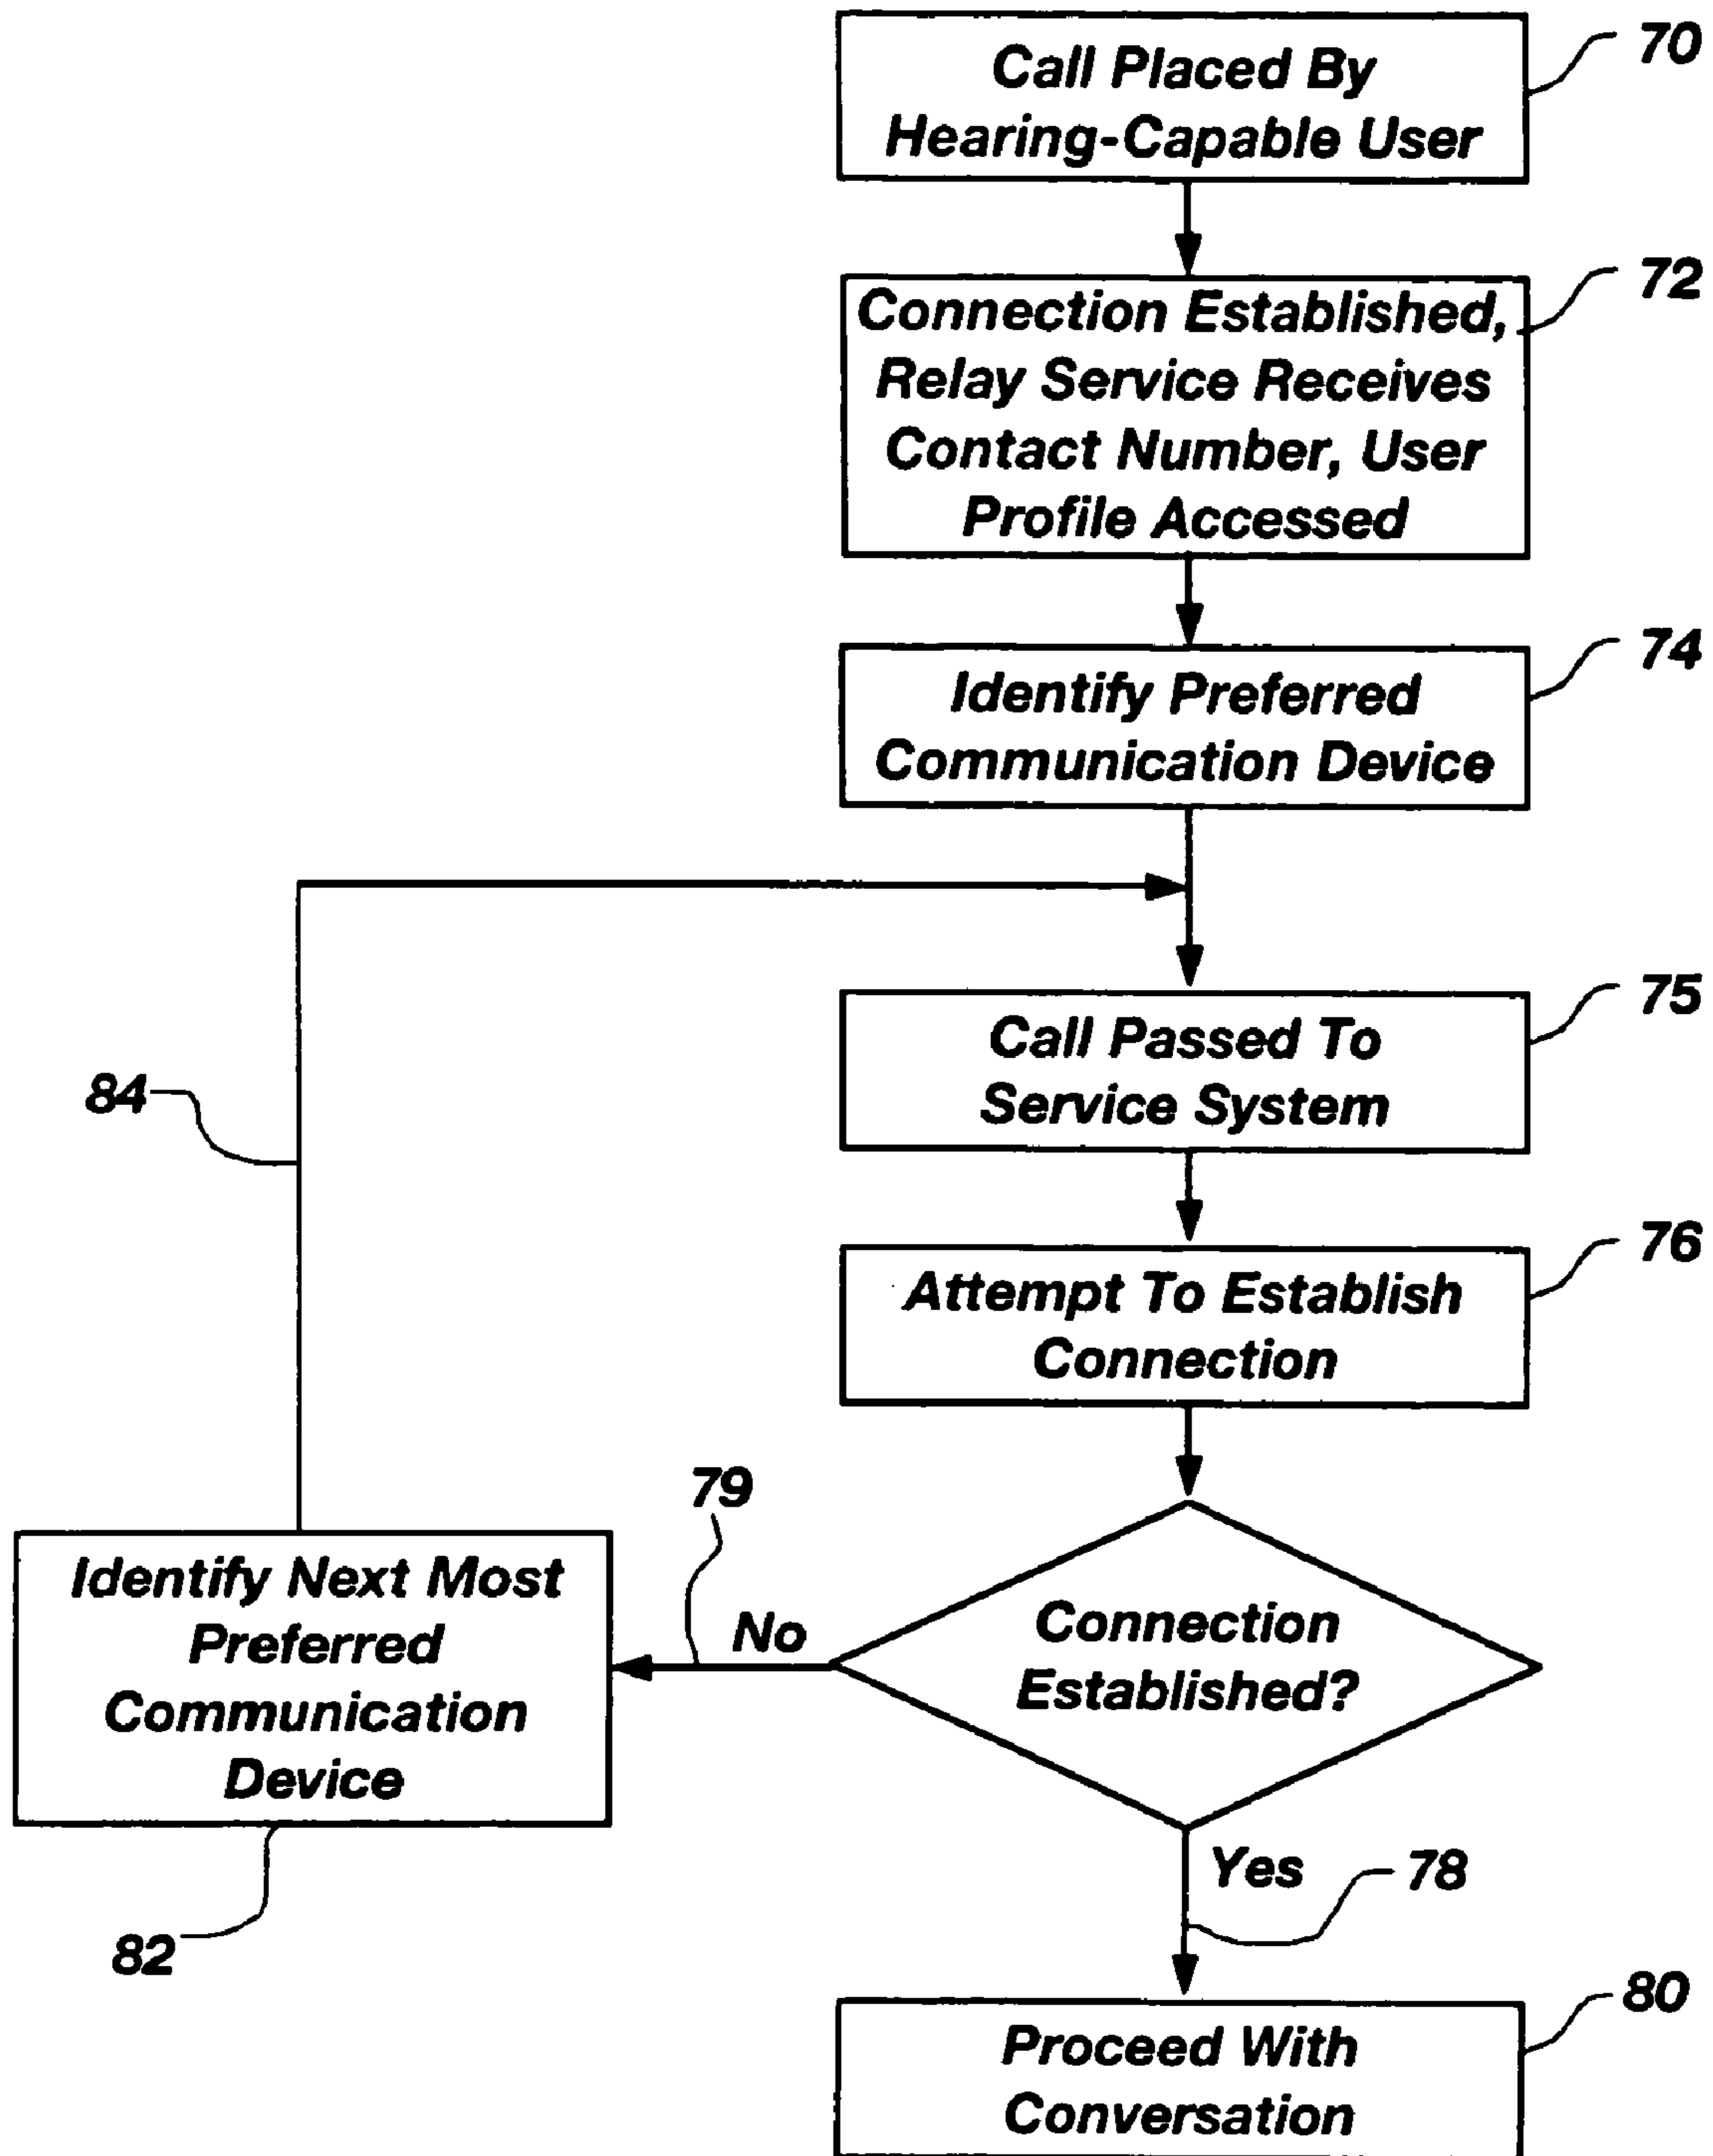 Call Placed By
Hearing-Capable User
70
Connection Established,
Relay Service Receives
Contact Number, User
Profile Accessed
72
Identify Preferred
Communication Device
74
Call Passed To
Service System
75
84
Attempt To Establish
Connection
76
79
No
Connection
Established?
Identify Next Most
Preferred
Communication
Device
82
Yes
78
Proceed With
Conversation
80